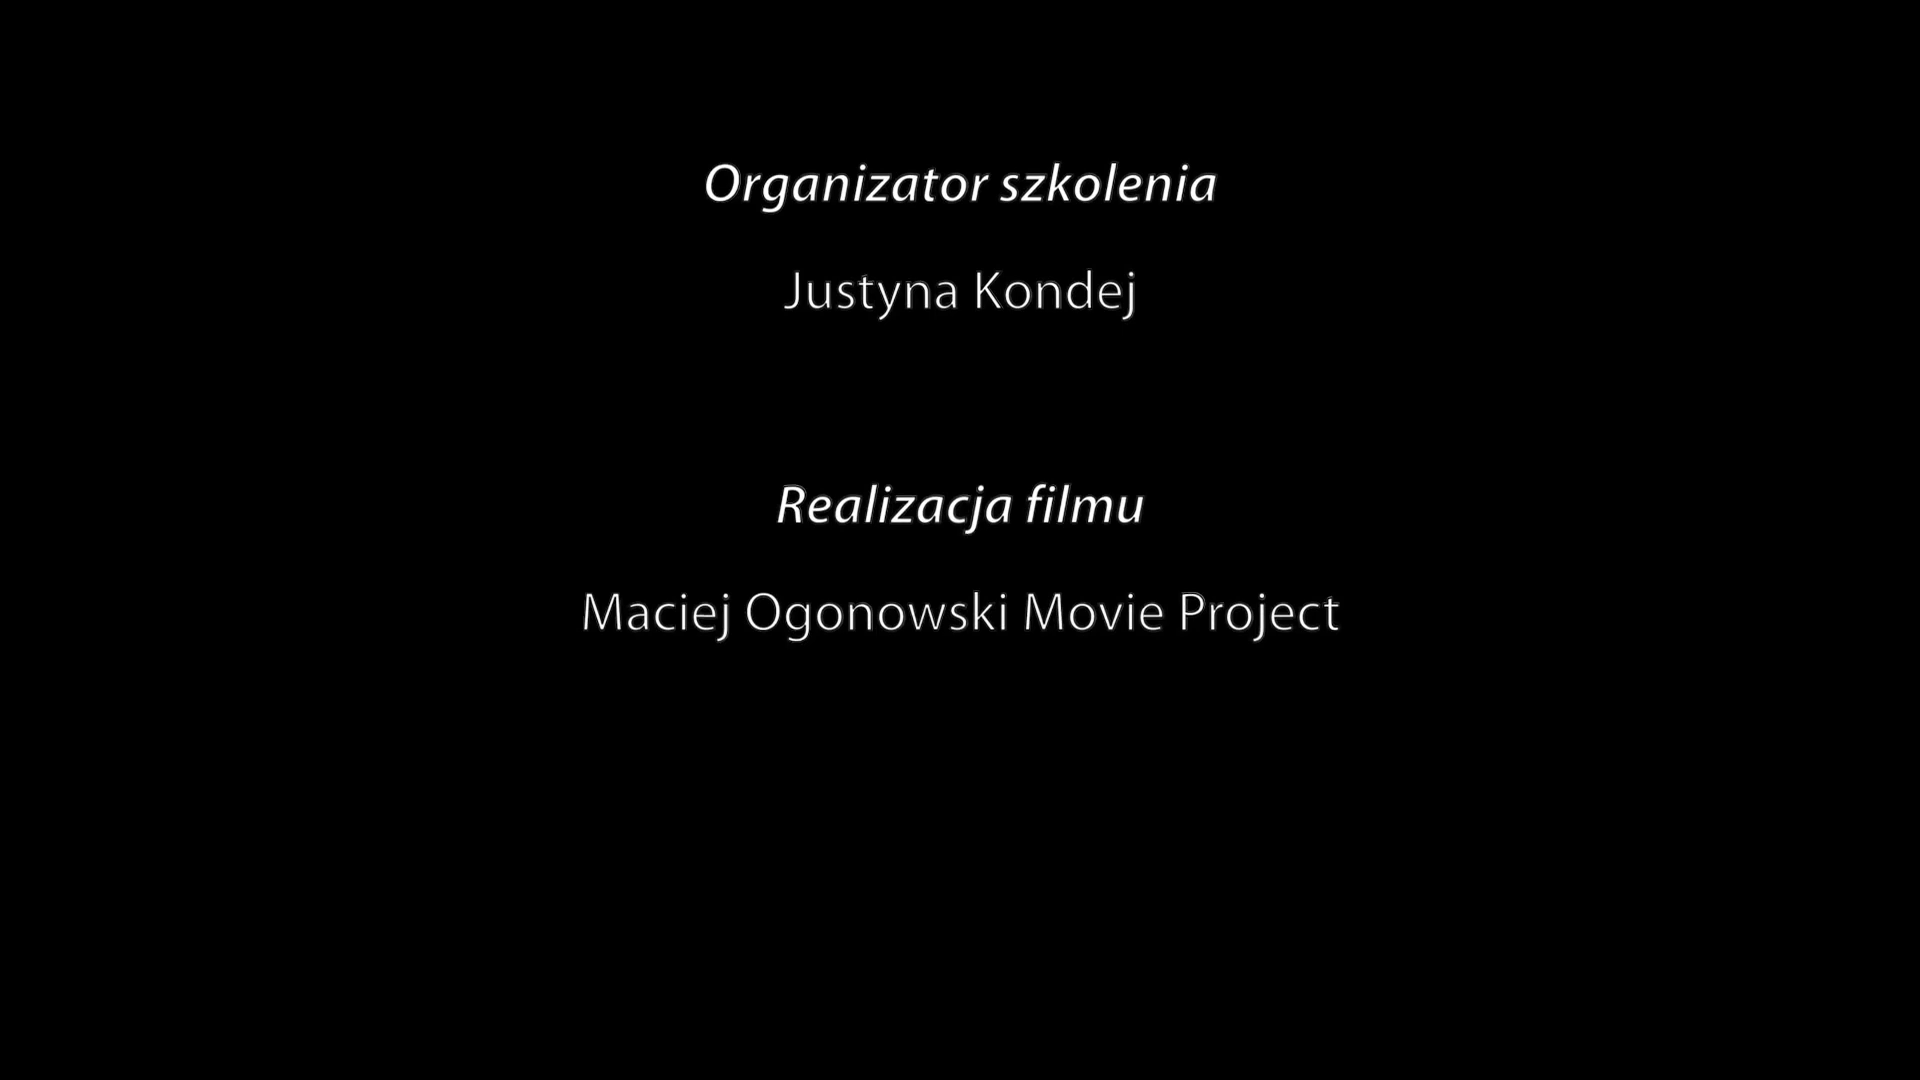 Organizator szkolenia
Justyna Kondej
Realizacja filmu
Maciej Ogonowski Movie Project